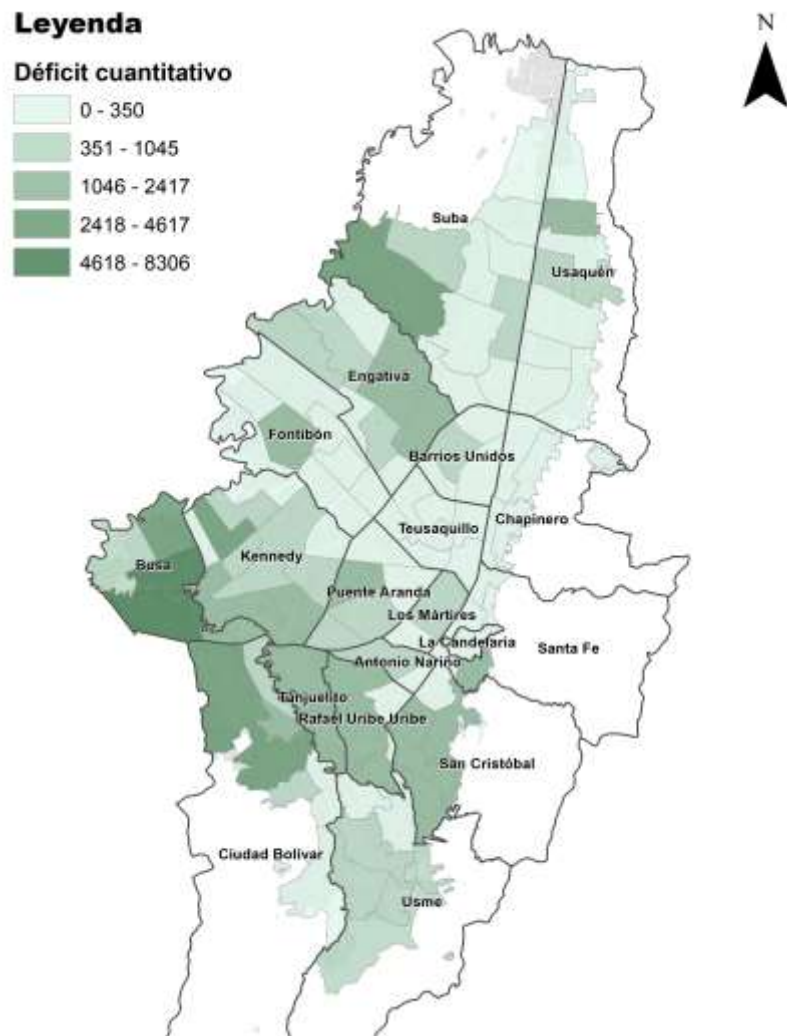 Leyenda
Déficit cuantitativo
0 - 350
351 - 1045
1046 - 2417
2418 - 4617
4618 - 8306
N
Suba
Usaquén
Engativa
Fontibón
Barrios Unidos
Chapinero
Teusaquillo
Busa
Kennedy
Puente Aranda
Los Mártires
La Candelaria
Santa Fe
Antonio Nariño
Tunjuelito
Rafael Uribe Uribe
San Cristóbal
Ciudad Bolívar
Usme